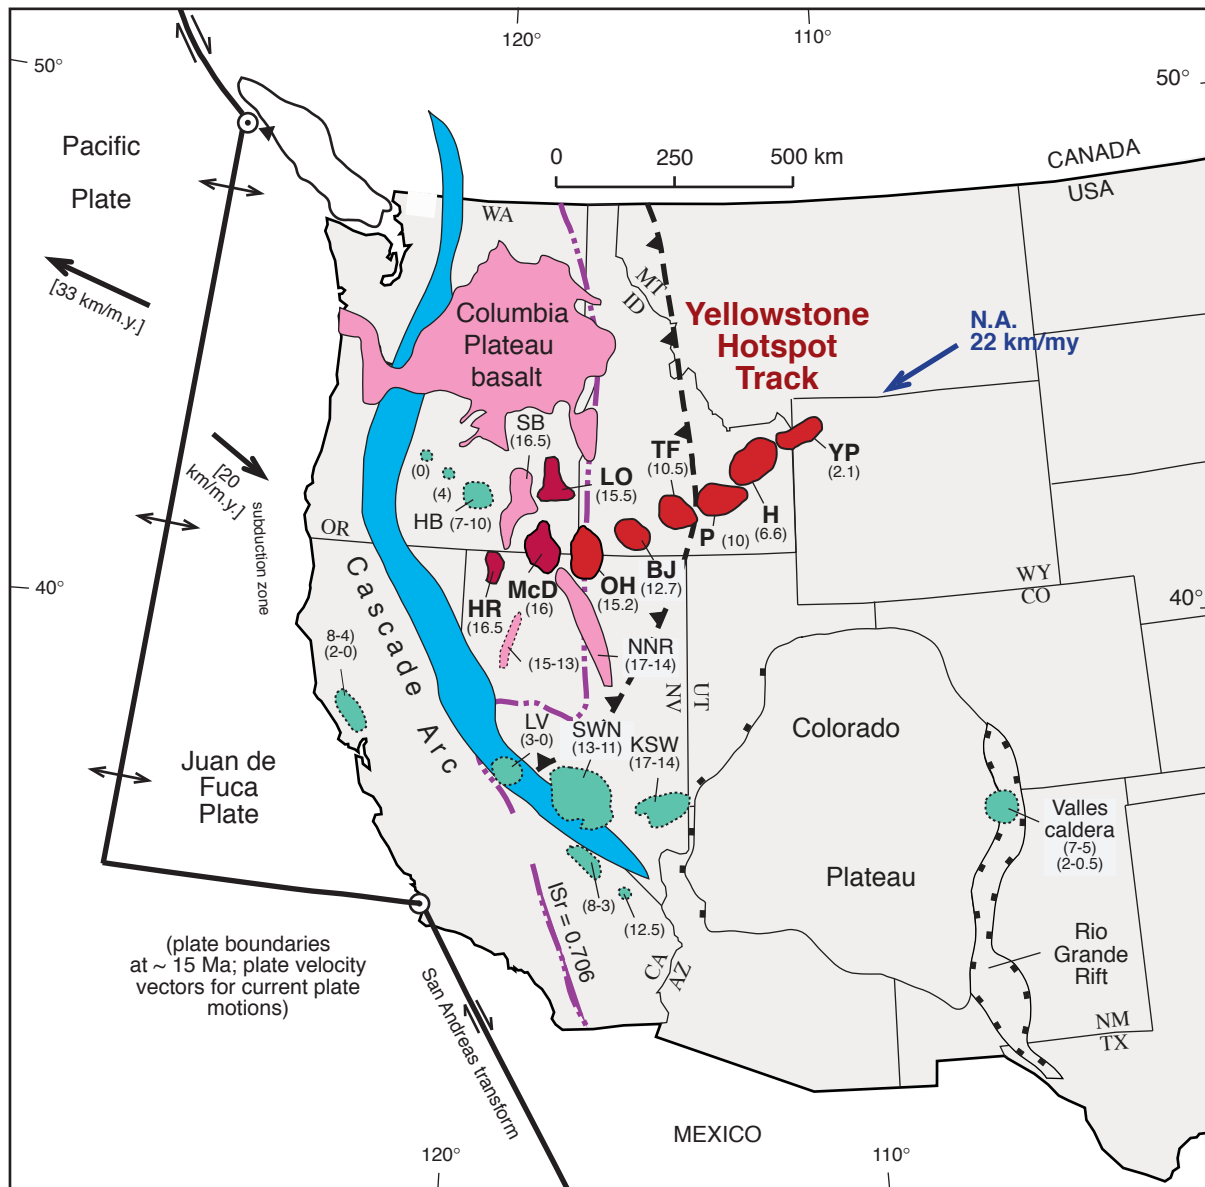 120°
110°
50°
50°
Pacific
Plate
CANADA
USA
0
250
500 km
WA
MT
ID
[33 km/m.y.]
Columbia
Plateau
basalt
Yellowstone
Hotspot
Track
N.A.
22 km/my
SB
(16.5)
TF
(10.5)
YP
(2.1)
LO
(15.5)
(0)
(4)
HB (7-10)
H
(6.6)
P (10)
[20
km/m.y.]
subduction zone
OR
BJ
(12.7)
OH
(15.2)
McD
(16)
HR
(16.5
WY
CO
40°
40°
Cascade Arc
8-4)
(2-0)
(15-13)
NNR
(17-14)
UT
NV
LV
(3-0)
SWN
(13-11)
KSW
(17-14)
Colorado
Plateau
Juan de
Fuca
Plate
Valles
caldera
(7-5)
(2-0.5)
(8-3)
(12.5)
ISr = 0.706
CA
AZ
Rio
Grande
Rift
(plate boundaries
at ~ 15 Ma; plate velocity
vectors for current plate
motions)
San Andreas transform
NM
TX
MEXICO
120°
110°